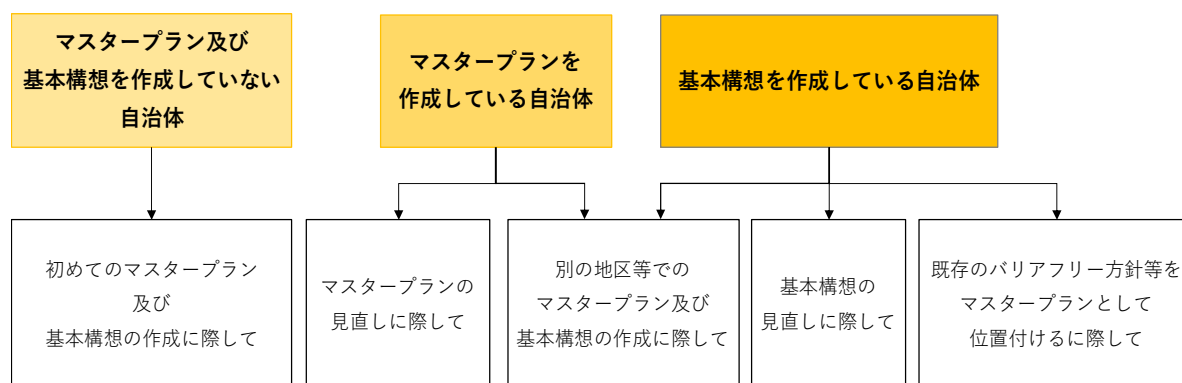 マスタープラン及び
基本構想を作成していない
自治体
マスタープランを
作成している自治体
基本構想を作成している自治体
初めてのマスタープラン
及び
基本構想の作成に際して
マスタープランの
見直しに際して
別の地区等での
マスタープラン及び
基本構想の作成に際して
基本構想の
見直しに際して
既存のバリアフリー方針等を
マスタープランとして
位置付けるに際して